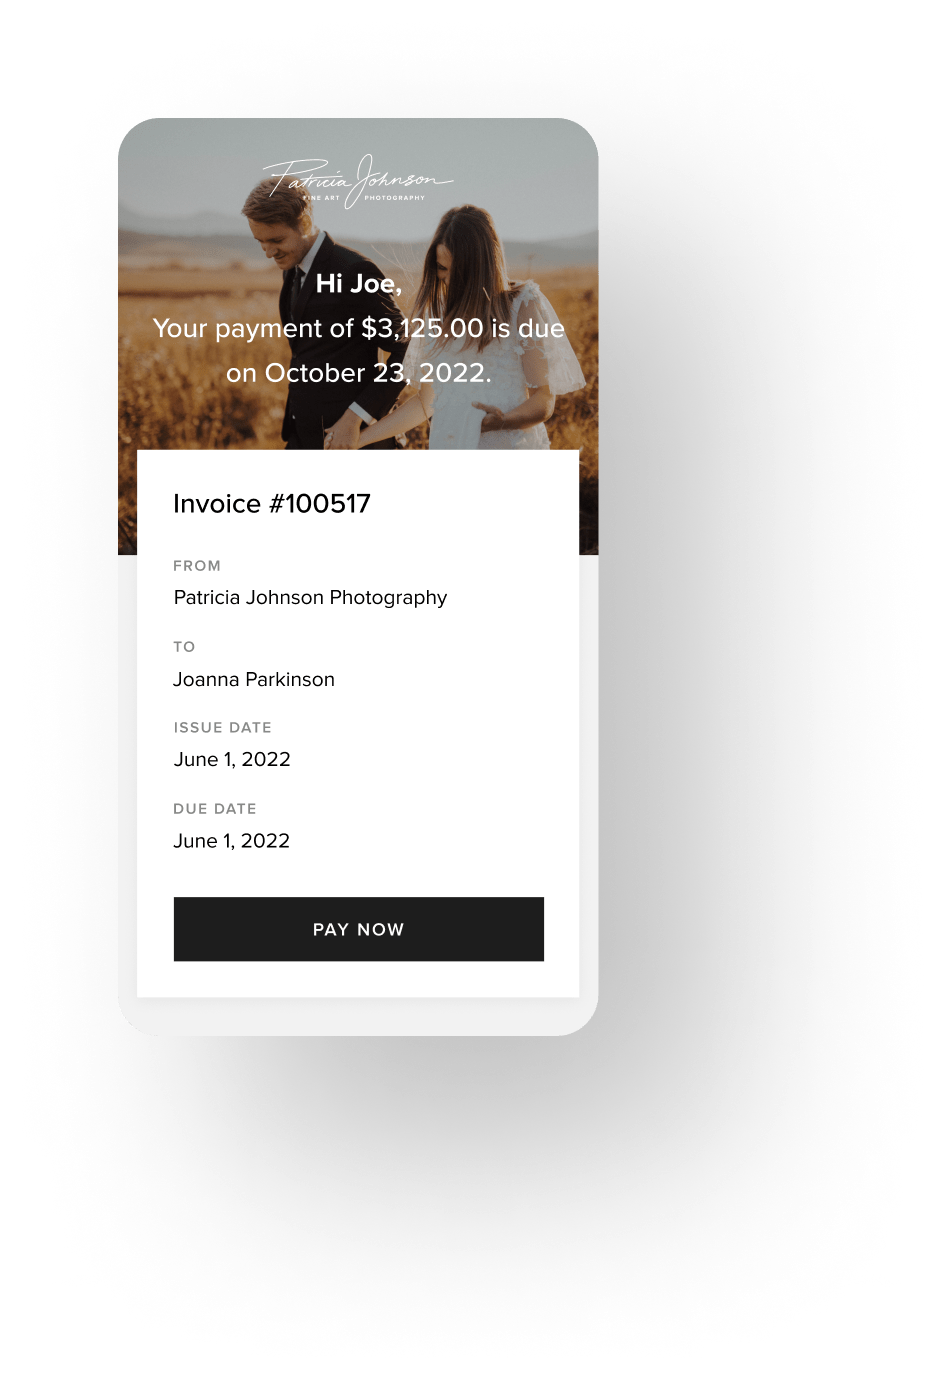 Patricia Johnson
FINE ART PHOTOGRAPHY
Hi Joe,
Your payment of $3,125.00 is due
on October 23, 2022.
Invoice #100517
FROM
Patricia Johnson Photography
TO
Joanna Parkinson
ISSUE DATE
June 1, 2022
DUE DATE
June 1, 2022
PAY NOW